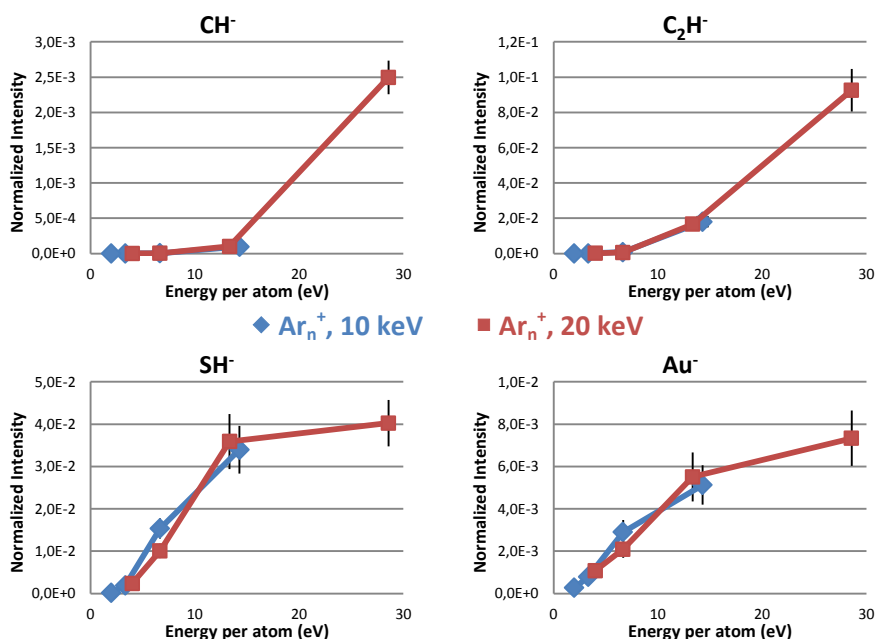 CH⁻
Normalized Intensity
3,0E-3
2,5E-3
2,0E-3
1,5E-3
1,0E-3
5,0E-4
0,0E+0
0 10 20 30
Energy per atom (eV)
C₂H⁻
Normalized Intensity
1,2E-1
1,0E-1
8,0E-2
6,0E-2
4,0E-2
2,0E-2
0,0E+0
0 10 20 30
Energy per atom (eV)
Arₙ⁺, 10 keV
Arₙ⁺, 20 keV
SH⁻
Normalized Intensity
5,0E-2
4,0E-2
3,0E-2
2,0E-2
1,0E-2
0,0E+0
0 10 20 30
Energy per atom (eV)
Au⁻
Normalized Intensity
1,0E-2
8,0E-3
6,0E-3
4,0E-3
2,0E-3
0,0E+0
0 10 20 30
Energy per atom (eV)